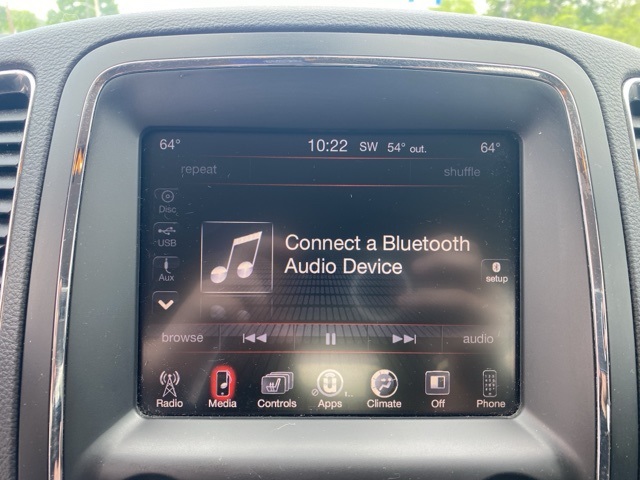 64° 10:22 SW 54° out. 64°
repeat shuffle
Disc
USB
Connect a Bluetooth
Audio Device
Aux
setup
browse audio
Radio Media Controls Apps Climate Off Phone